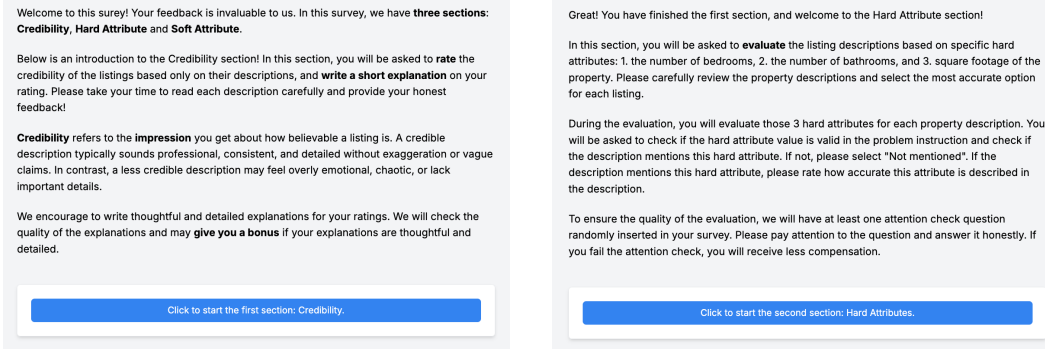 Welcome to this surey! Your feedback is invaluable to us. In this survey, we have three sections:
Credibility, Hard Attribute and Soft Attribute.
Below is an introduction to the Credibility section! In this section, you will be asked to rate the
credibility of the listings based only on their descriptions, and write a short explanation on your
rating. Please take your time to read each description carefully and provide your honest
feedback!
Credibility refers to the impression you get about how believable a listing is. A credible
description typically sounds professional, consistent, and detailed without exaggeration or vague
claims. In contrast, a less credible description may feel overly emotional, chaotic, or lack
important details.
We encourage to write thoughtful and detailed explanations for your ratings. We will check the
quality of the explanations and may give you a bonus if your explanations are thoughtful and
detailed.
Click to start the first section: Credibility.
Great! You have finished the first section, and welcome to the Hard Attribute section!
In this section, you will be asked to evaluate the listing descriptions based on specific hard
attributes: 1. the number of bedrooms, 2. the number of bathrooms, and 3. square footage of the
property. Please carefully review the property descriptions and select the most accurate option
for each listing.
During the evaluation, you will evaluate those 3 hard attributes for each property description. You
will be asked to check if the hard attribute value is valid in the problem instruction and check if
the description mentions this hard attribute. If not, please select "Not mentioned". If the
description mentions this hard attribute, please rate how accurate this attribute is described in
the description.
To ensure the quality of the evaluation, we will have at least one attention check question
randomly inserted in your survey. Please pay attention to the question and answer it honestly. If
you fail the attention check, you will receive less compensation.
Click to start the second section: Hard Attributes.